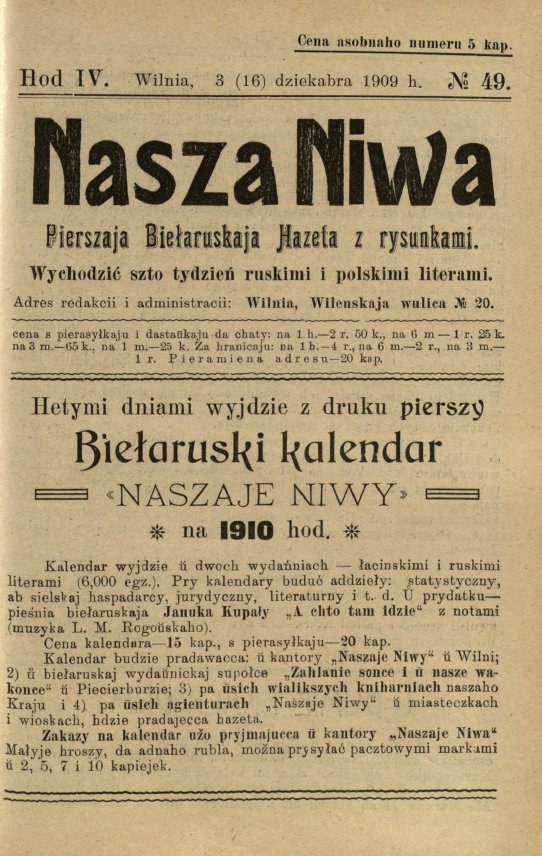 Cena asobnaho numeru 5 kap.
Hod IV. Wilnia, 3 (16) dziekabra 1909 h. № 49.
Nasza Niwa
Pierszaja Biełaruskaja Hazeta z rysunkami.
Wychodzić szto tydzień ruskimi i polskimi literami.
Adres redakcii i administracii: Wilnia, Wilenskaja wulica № 20.
cena s pierasyłkaju i dastaŭkaju da chaty: na 1 h.—2 r. 50 k., na 6 m—1 r. 25 k.
na 3 m.—65 k., na 1 m.—25 k. Za hranicaju: na 1 h.—4 r., na 6 m.—2 r., na 3 m.—
1 r. Pieramiena adresu—20 kap.
Hetymi dniami wyjdzie z druku pierszy
Biełaruski kalendar
«NASZAJE NIWY»
na 1910 hod.
Kalendar wyjdzie ŭ dwoch wydańniach — łacinskimi i ruskimi
literami (6,000 egz.). Pry kalendary buduć addzieły: statystyczny,
ab sielskaj haspadarcy, jurydyczny, literaturny i t. d. Ŭ prydatku—
pieśnia biełaruskaja Januka Kupały „A chto tam idzie“ z notami
(muzyka L. M. Rogoŭskaho).
Cena kalendara—15 kap., s pierasyłkaju—20 kap.
Kalendar budzie pradawacca: ŭ kantory „Naszaje Niwy“ ŭ Wilni;
2) ŭ biełaruskaj wydaŭnickaj supołce „Zahlanie sonce i ŭ nasze wa-
konce“ ŭ Piecierburzie; 3) pa ŭsich wialikszych kniharniach naszaho
Kraju i 4) pa ŭsich agienturach „Naszaje Niwy“ ŭ miasteczkach
i wioskach, hdzie pradajecca hazeta.
Zakazy na kalendar użo pryjmajucca ŭ kantory „Naszaje Niwa“
Małyje hroszy, da adnaho rubla, można prysyłać pacztowymi markami
ŭ 2, 5, 7 i 10 kapiejek.